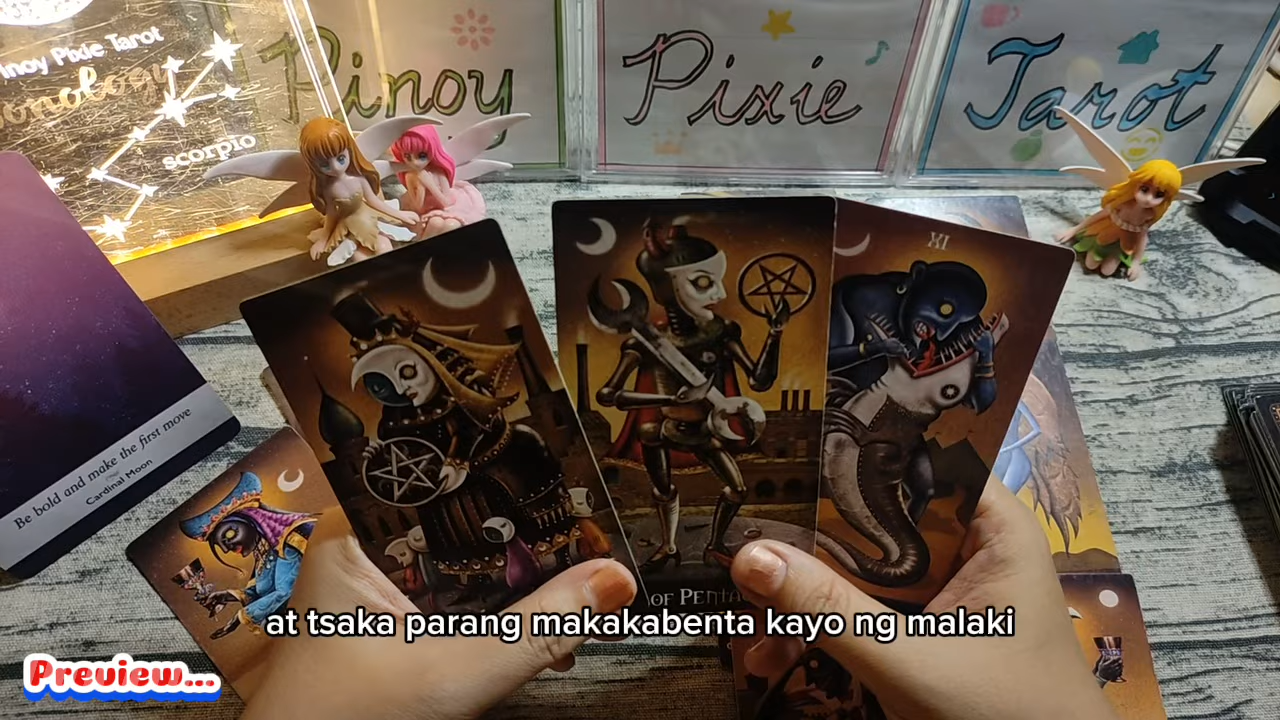 Pinoy Pixie Tarot
scorpio
Pinoy
Pixie
Tarot
XI
Be bold and make the first move
Cardinal Moon
OF
at tsaka parang makakabenta kayo ng malaki
Preview...